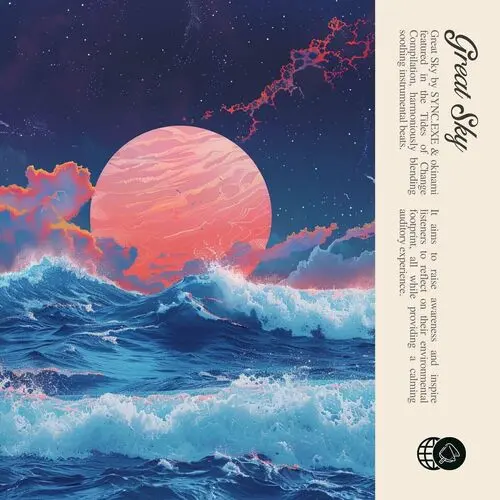 Great Sky
Great Sky by SYNC.EXE & okinami
featured in the Tides of Change
Compilation, harmoniously blending
soothing instrumental beats.
It aims to raise awareness and inspire
listeners to reflect on their environmental
footprint, all while providing a calming
auditory experience.